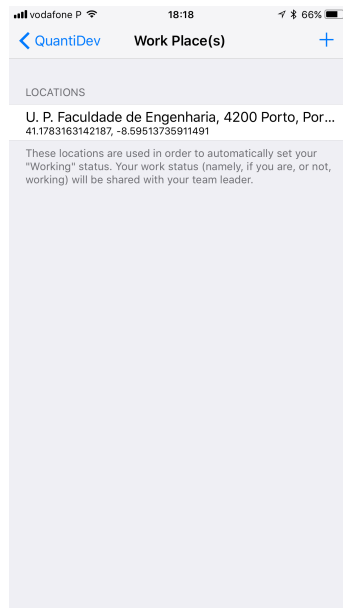 vodafone P 18:18 66%
QuantiDev Work Place(s) +
LOCATIONS
U. P. Faculdade de Engenharia, 4200 Porto, Por...
41.1783163142187, -8.59513735911491
These locations are used in order to automatically set your
"Working" status. Your work status (namely, if you are, or not,
working) will be shared with your team leader.